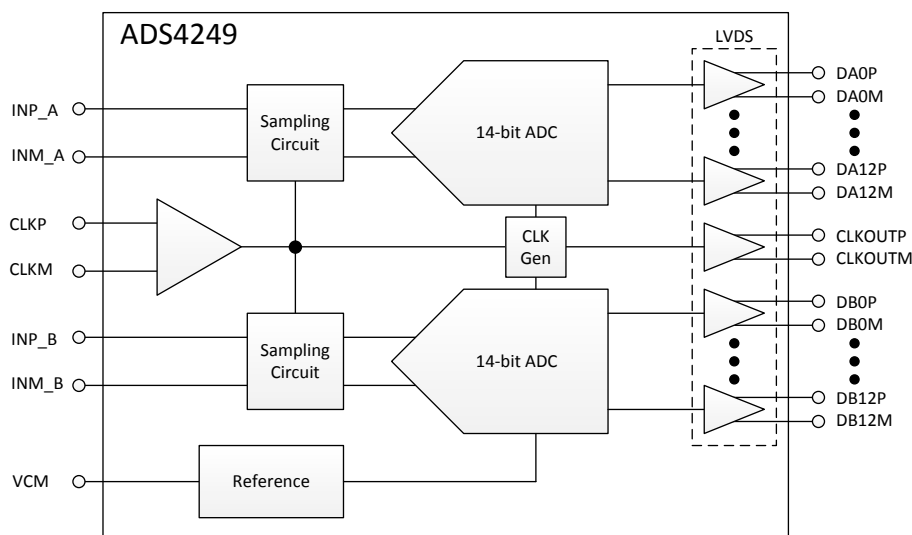 ADS4249
LVDS
INP_A
INM_A
Sampling
Circuit
14-bit ADC
DA0P
DA0M
DA12P
DA12M
CLKP
CLKM
CLK
Gen
CLKOUTP
CLKOUTM
INP_B
INM_B
Sampling
Circuit
14-bit ADC
DB0P
DB0M
DB12P
DB12M
VCM
Reference